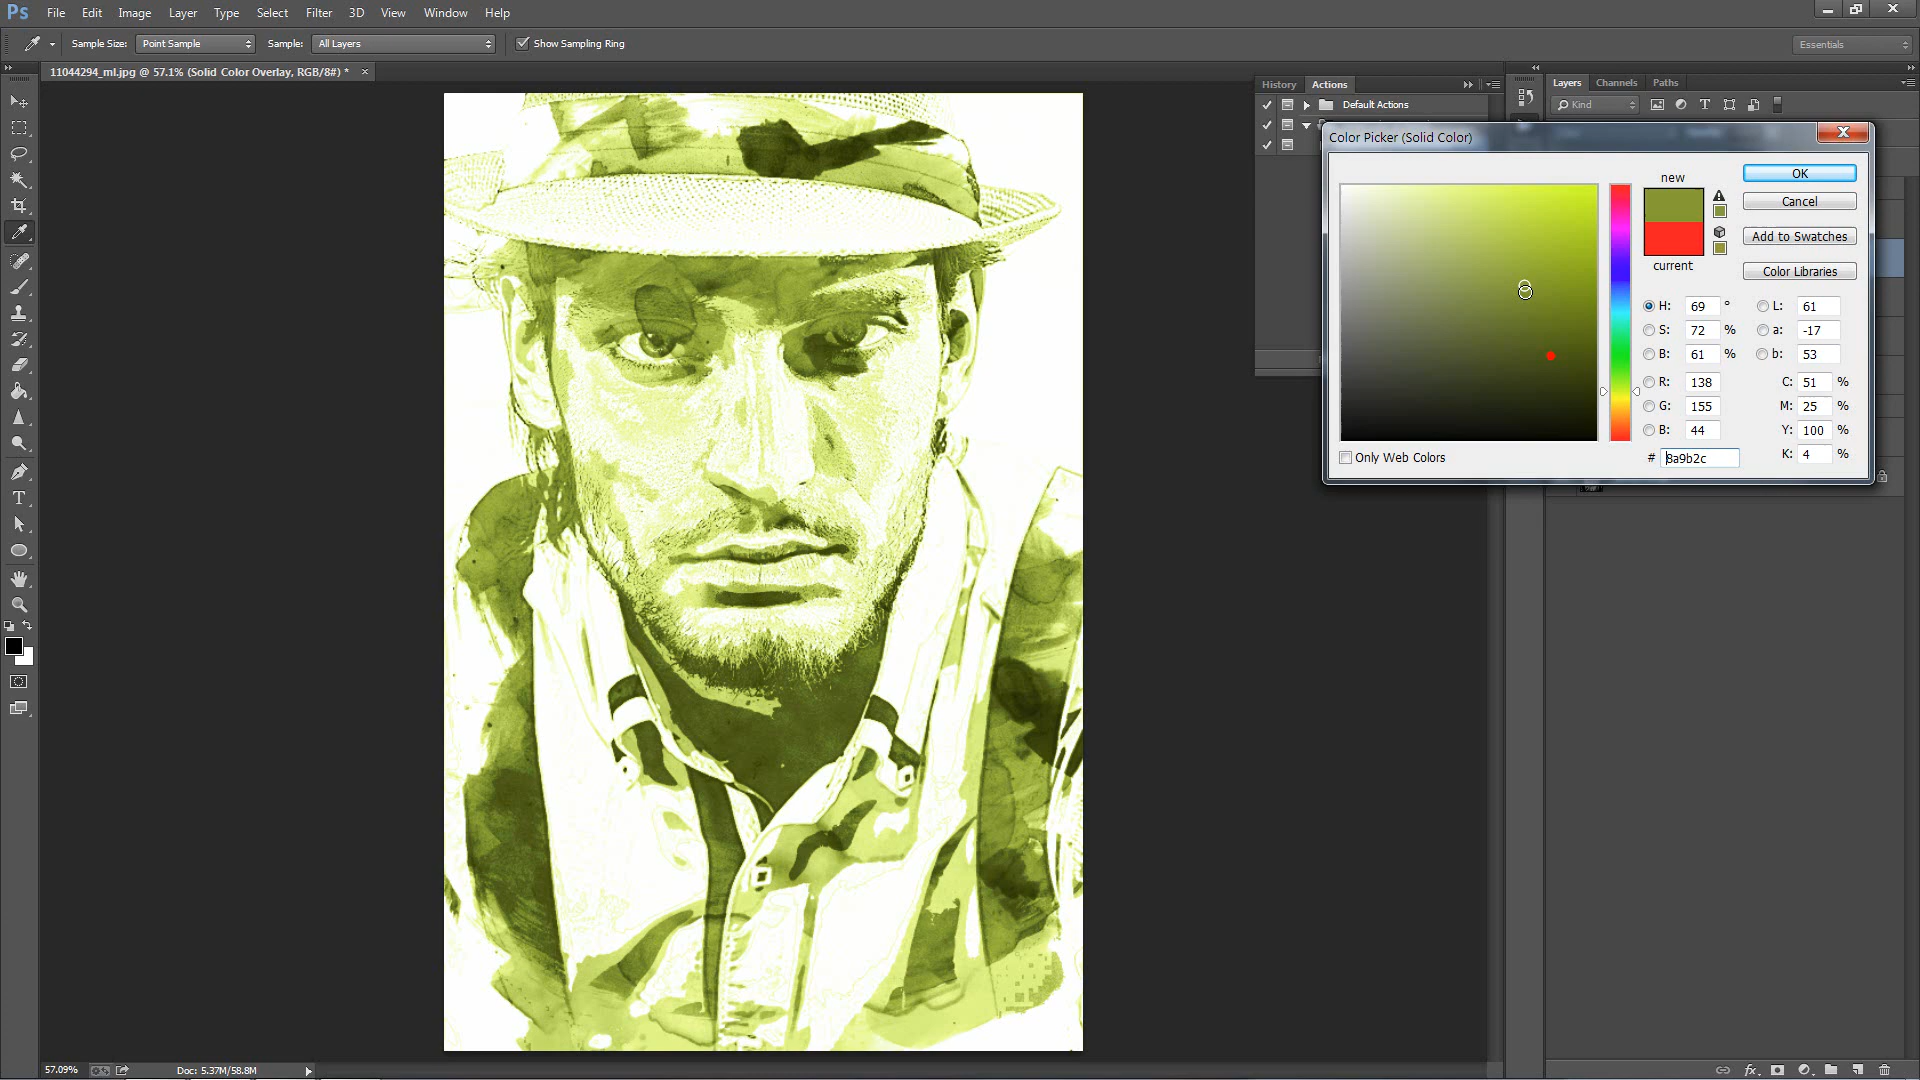 Ps File Edit Image Layer Type Select Filter 3D View Window Help
Sample Size: Point Sample Sample: All Layers Show Sampling Ring Essentials
11044294_ml.jpg @ 57.1% (Solid Color Overlay, RGB/8#) * ×
History Actions
Default Actions
Layers Channels Paths
Kind
Color Picker (Solid Color)
new
current
OK
Cancel
Add to Swatches
Color Libraries
H: 69 ° L: 61
S: 72 % a: -17
B: 61 % b: 53
R: 138 C: 51 %
G: 155 M: 25 %
B: 44 Y: 100 %
# 8a9b2c K: 4 %
Only Web Colors
57.09% Doc: 5.37M/58.8M
fx